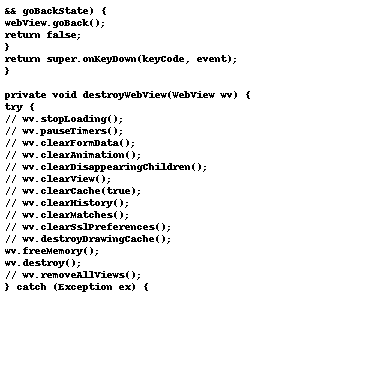 && goBackState) {
webView.goBack();
return false;
}
return super.onKeyDown(keyCode, event);
}

private void destroyWebView(WebView wv) {
try {
// wv.stopLoading();
// wv.pauseTimers();
// wv.clearFormData();
// wv.clearAnimation();
// wv.clearDisappearingChildren();
// wv.clearView();
// wv.clearCache(true);
// wv.clearHistory();
// wv.clearMatches();
// wv.clearSslPreferences();
// wv.destroyDrawingCache();
wv.freeMemory();
wv.destroy();
// wv.removeAllViews();
} catch (Exception ex) {